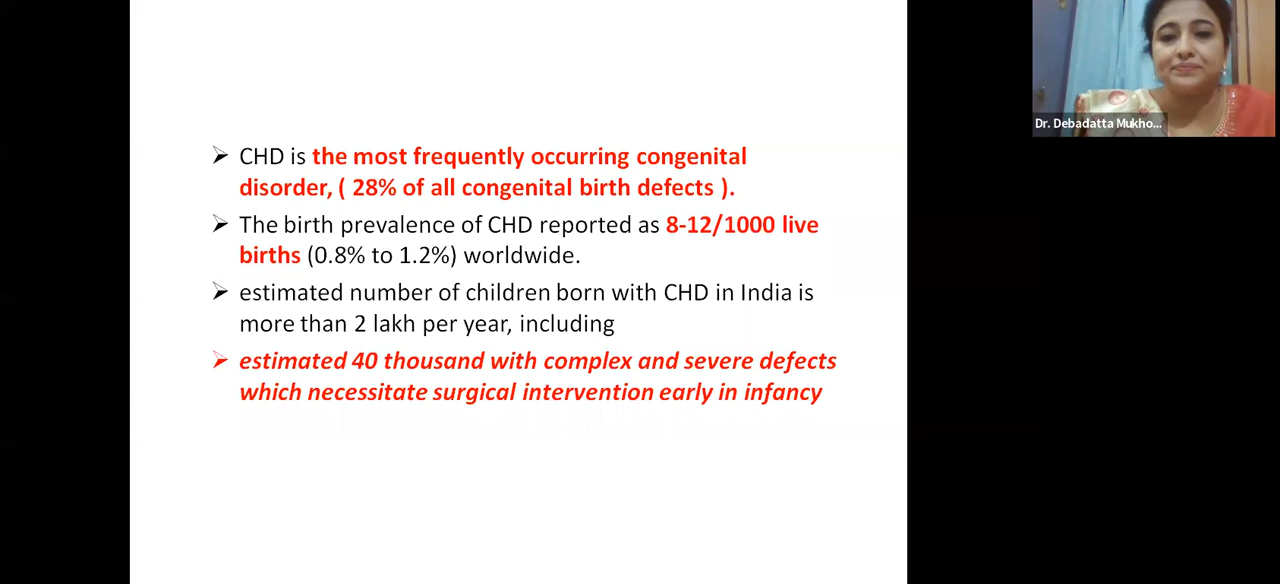 ➢ CHD is the most frequently occurring congenital
disorder, ( 28% of all congenital birth defects ).
➢ The birth prevalence of CHD reported as 8-12/1000 live
births (0.8% to 1.2%) worldwide.
➢ estimated number of children born with CHD in India is
more than 2 lakh per year, including
➢ estimated 40 thousand with complex and severe defects
which necessitate surgical intervention early in infancy
Dr. Debadatta Mukho...